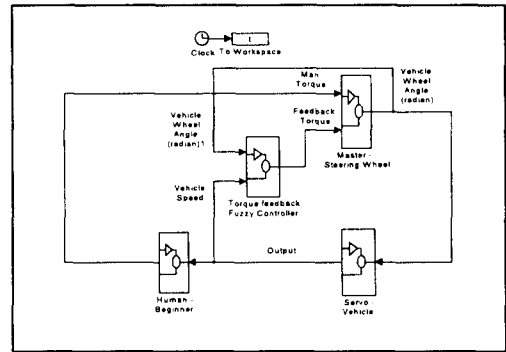 t
Clock To Workspace
Man
Torque
Vehicle
Wheel
Angle
(radian)
Feedback
Torque
Vehicle
Wheel
Angle
(radian)1
Master -
Steering Wheel
Vehicle
Speed
Torque feedback
Fuzzy Controller
Output
Human -
Beginner
Servo -
Vehicle